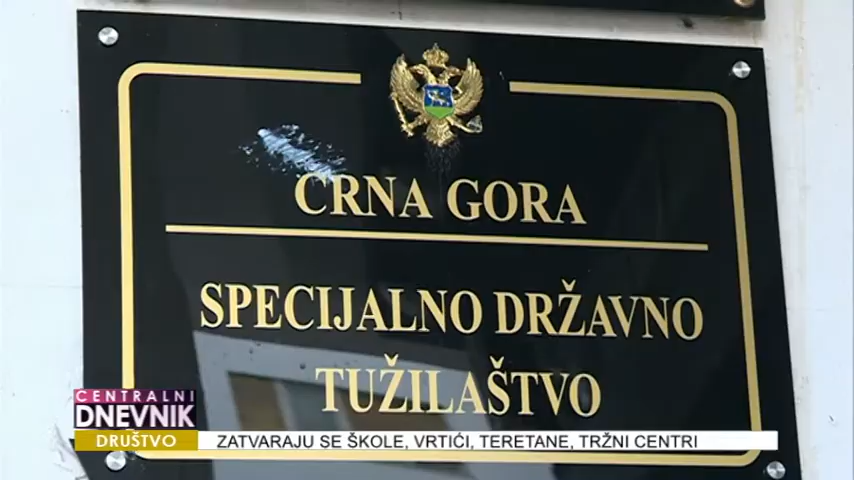 CRNA GORA
SPECIJALNO DRŽAVNO
TUŽILAŠTVO
CENTRALNI
DNEVNIK
DRUŠTVO
ZATVARAJU SE ŠKOLE, VRTIĆI, TERETANE, TRŽNI CENTRI